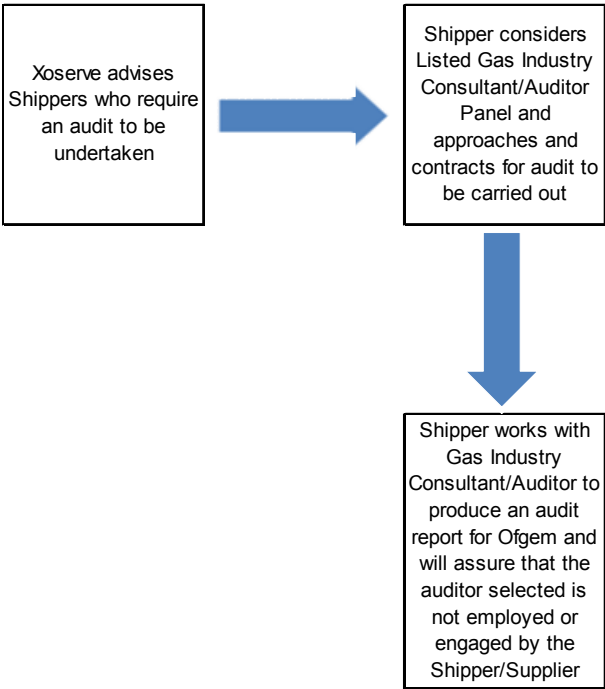 Xoserve advises
Shippers who require
an audit to be
undertaken
Shipper considers
Listed Gas Industry
Consultant/Auditor
Panel and
approaches and
contracts for audit to
be carried out
Shipper works with
Gas Industry
Consultant/Auditor to
produce an audit
report for Ofgem and
will assure that the
auditor selected is
not employed or
engaged by the
Shipper/Supplier